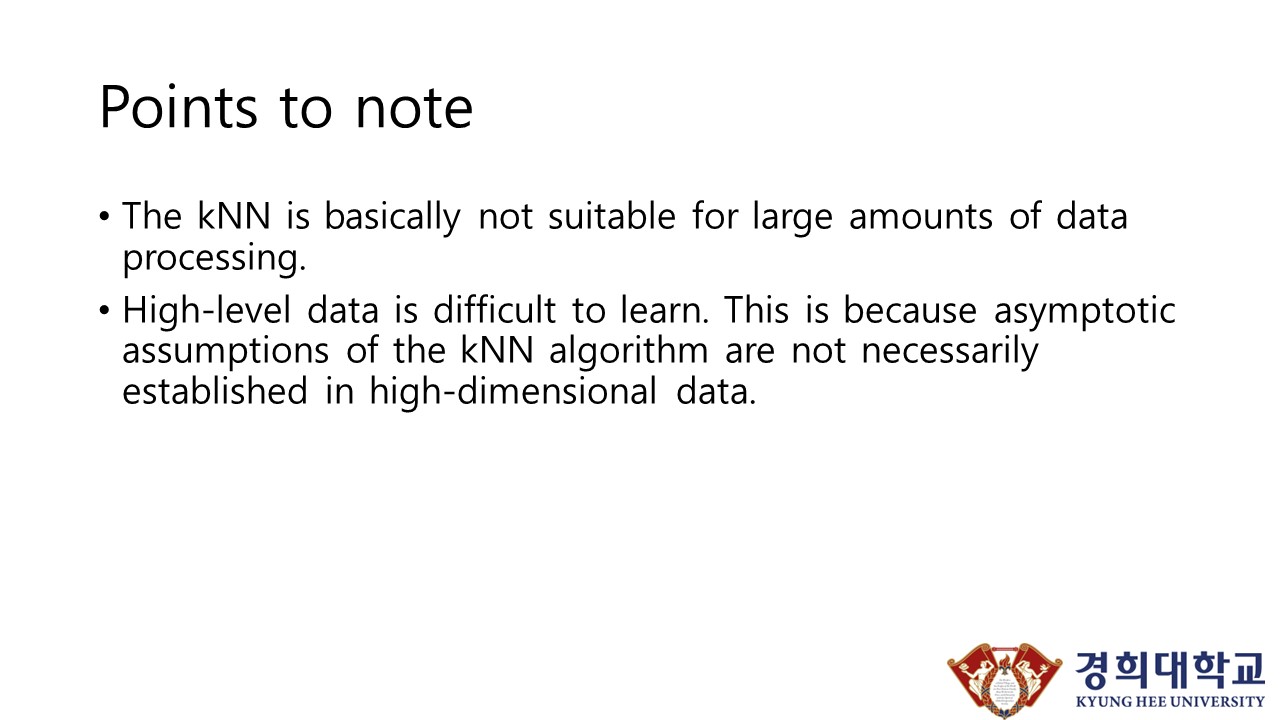 Points to note
• The kNN is basically not suitable for large amounts of data
processing.
• High-level data is difficult to learn. This is because asymptotic
assumptions of the kNN algorithm are not necessarily
established in high-dimensional data.
경희대학교
KYUNG HEE UNIVERSITY